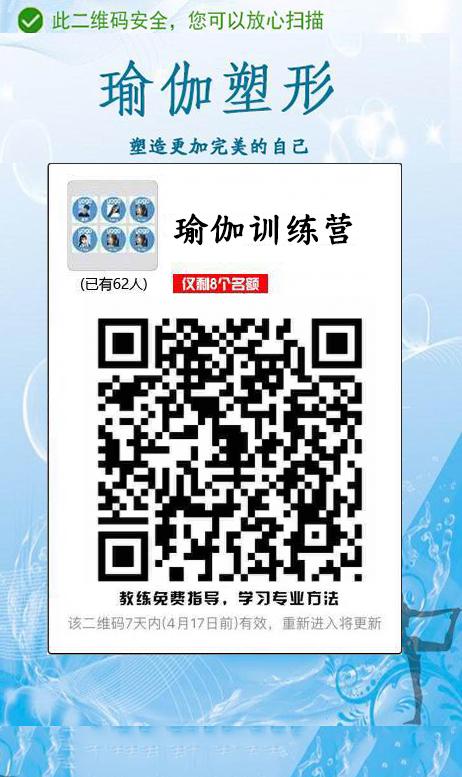 此二维码安全，您可以放心扫描
瑜伽塑形
塑造更加完美的自己
瑜伽训练营
(已有62人)
仅剩8个名额
教练免费指导，学习专业方法
该二维码7天内(4月17日前)有效，重新进入将更新